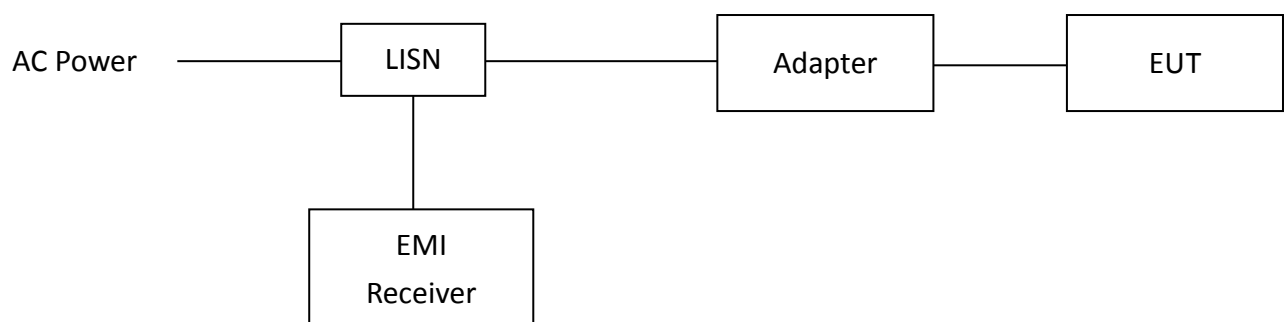 AC Power
LISN
Adapter
EUT
EMI
Receiver